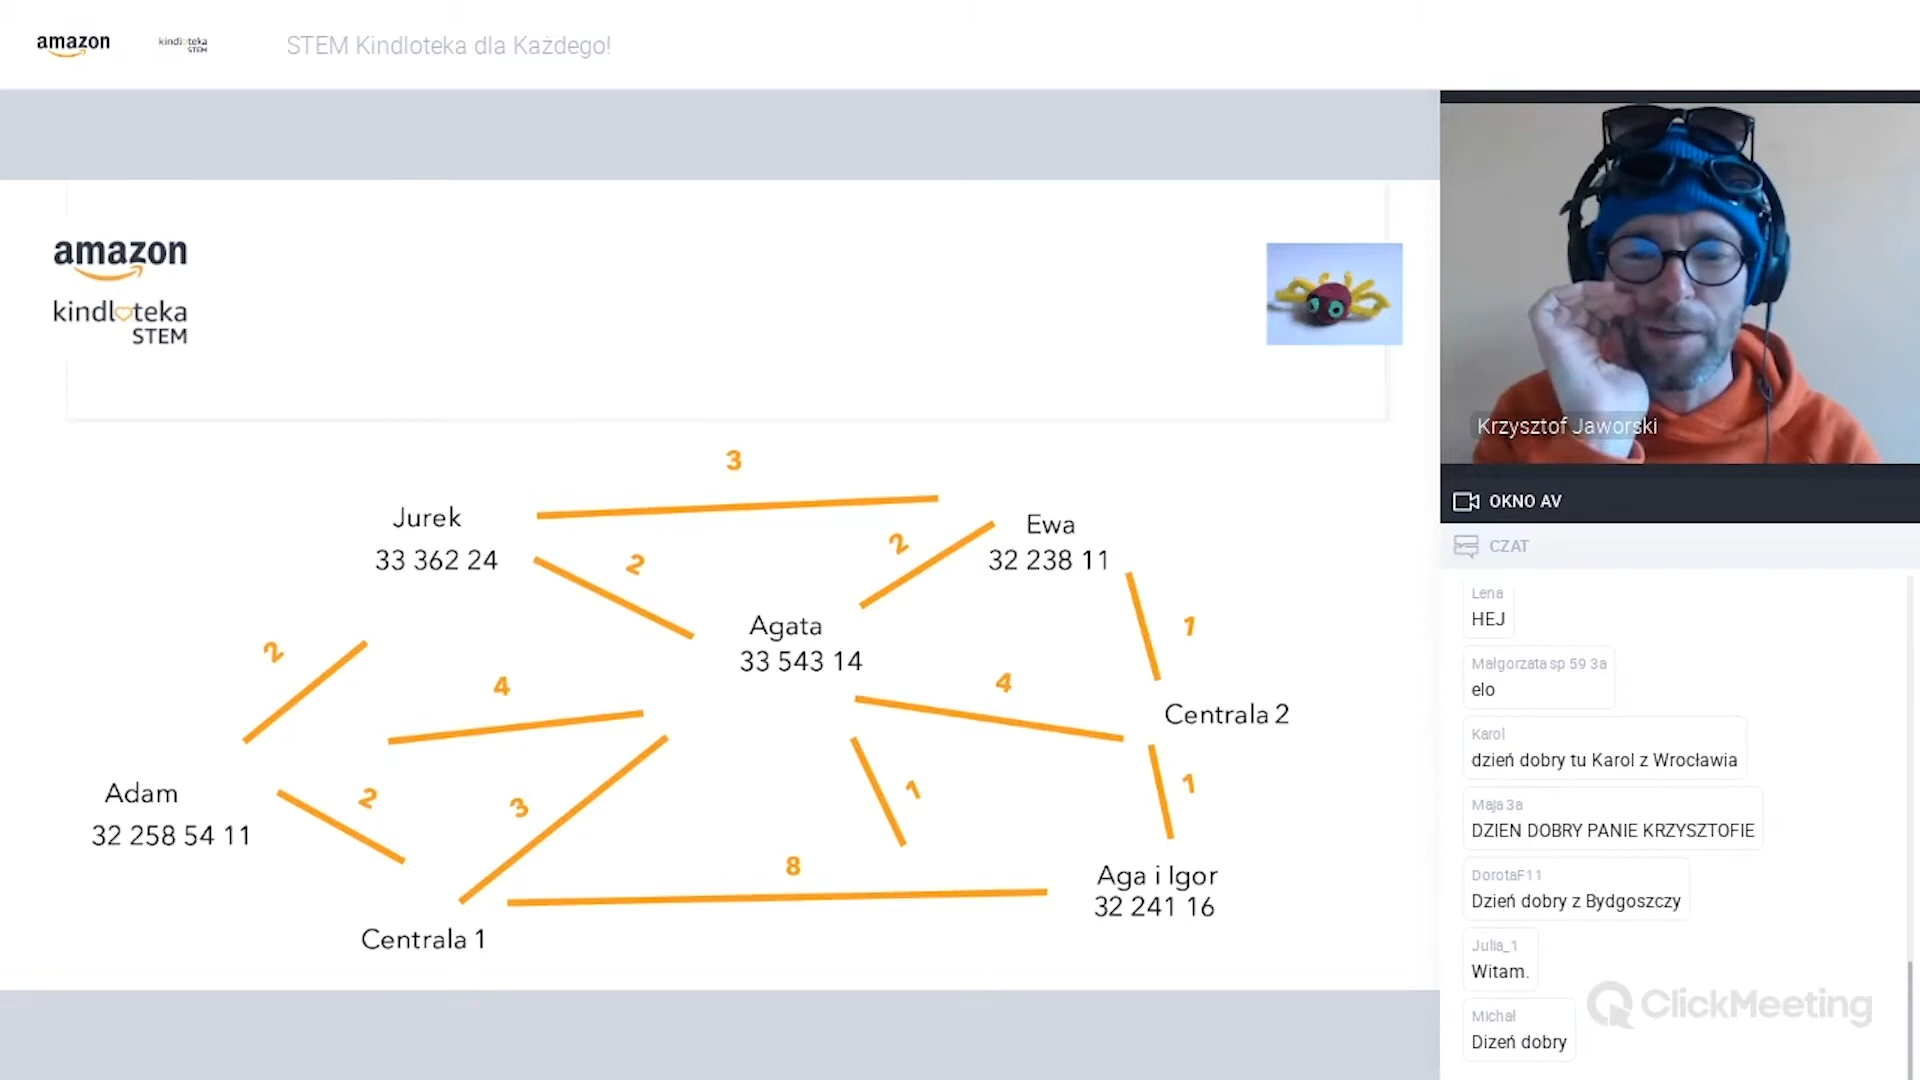 amazon
kindloteka
STEM
STEM Kindloteka dla Każdego!
amazon
kindloteka
STEM
3
Jurek
33 362 24
2
2
Ewa
32 238 11
Agata
33 543 14
1
2
4
4
Centrala 2
Adam
32 258 54 11
2
3
1
1
8
Aga i Igor
32 241 16
Centrala 1
Krzysztof Jaworski
OKNO AV
CZAT
Lena
HEJ
Małgorzata sp 59 3a
elo
Karol
dzień dobry tu Karol z Wrocławia
Maja 3a
DZIEN DOBRY PANIE KRZYSZTOFIE
DorotaF11
Dzień dobry z Bydgoszczy
Julia_1
Witam.
Michał
Dizeń dobry
ClickMeeting